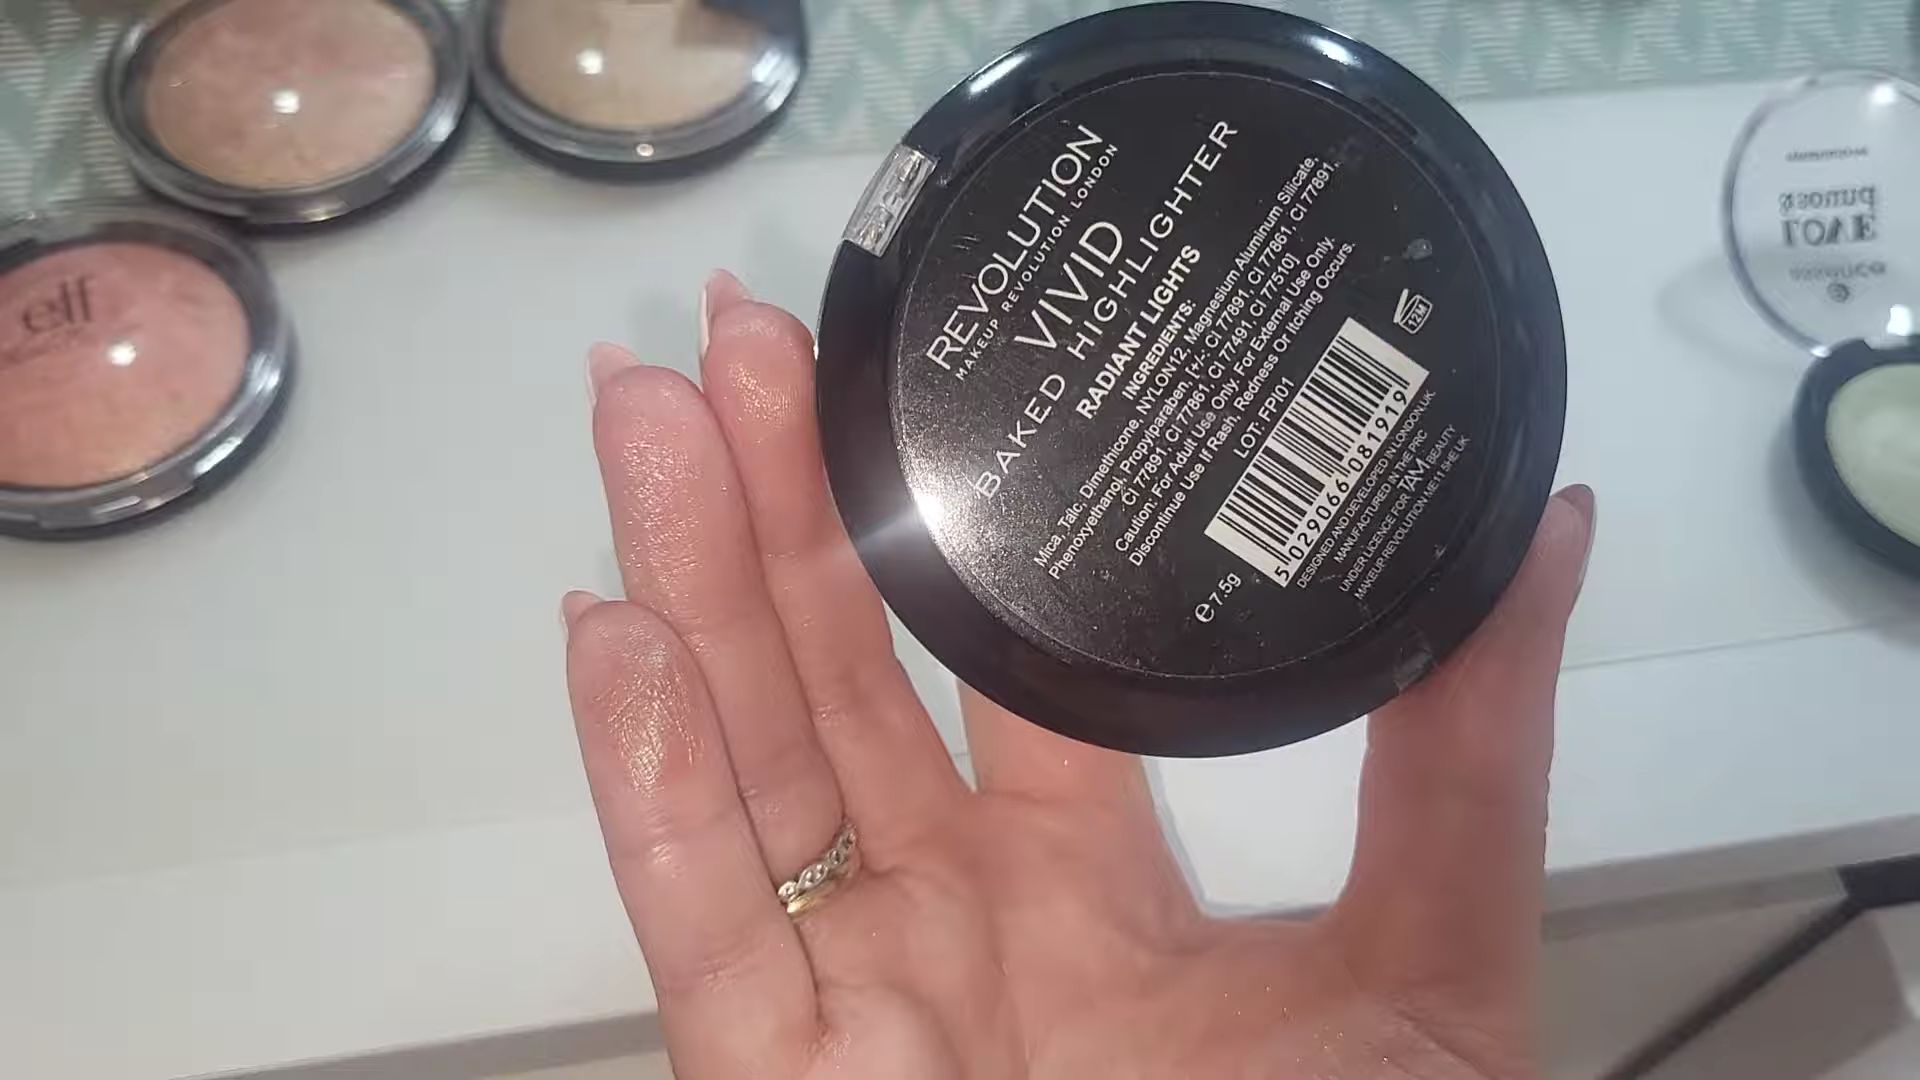 REVOLUTION
MAKEUP REVOLUTION LONDON
VIVID
BAKED HIGHLIGHTER
RADIANT LIGHTS
INGREDIENTS:
Mica, Talc, Dimethicone, NYLON12, Magnesium Aluminum Silicate,
Phenoxyethanol, Propylparaben, [+/-: CI 77891, CI 77861, CI 77891,
CI 77891, CI 77861, CI 77491, CI 77510]
Caution: For Adult Use Only. For External Use Only.
Discontinue Use If Rash, Redness Or Itching Occurs.
12M
LOT: FPI01
5 029066 081919
DESIGNED AND DEVELOPED IN LONDON.UK
MANUFACTURED IN THE PRC
UNDER LICENCE FOR TAM BEAUTY
MAKEUP REVOLUTION ME11 5HE UK
e 7.5g
elf
essence
LOVE
&sound